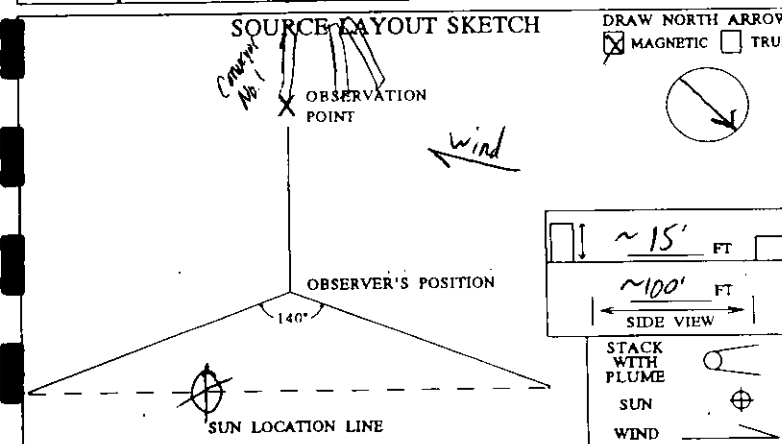 SOURCE LAYOUT SKETCH
DRAW NORTH ARROW
X MAGNETIC TRU
Conveyor
No. 1
X OBSERVATION
POINT
Wind
~15' FT
OBSERVER'S POSITION
~100' FT
140°
SIDE VIEW
STACK
WITH
PLUME
SUN
SUN LOCATION LINE
WIND